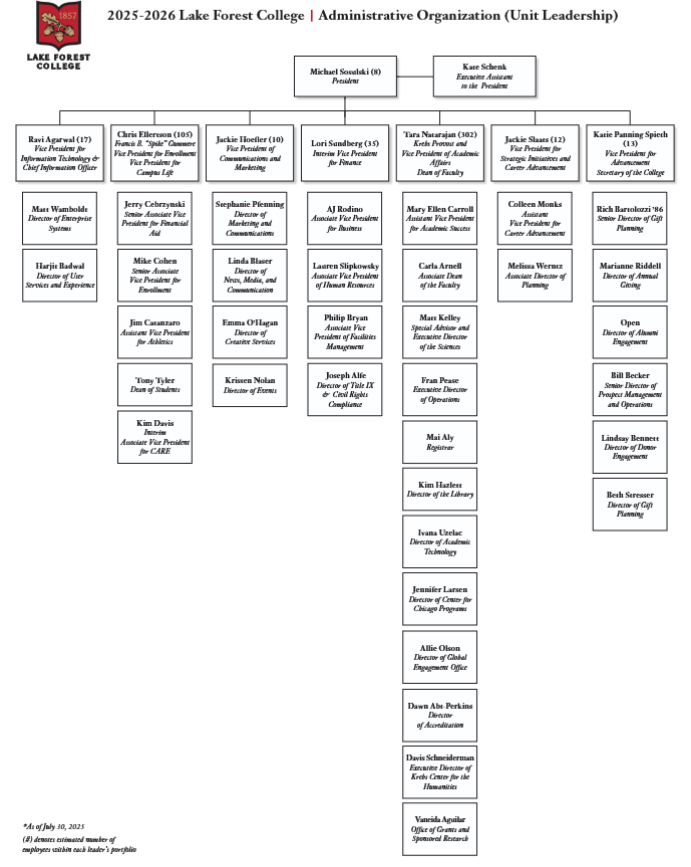 1857
LAKE FOREST
COLLEGE
2025-2026 Lake Forest College | Administrative Organization (Unit Leadership)
Michael Sosulski (8)
President
Kate Schenk
Executive Assistant
to the President
Ravi Agarwal (17)
Vice President for
Information Technology &
Chief Information Officer
Matt Wamboldt
Director of Enterprise
Systems
Harjit Badwal
Director of User
Services and Experience
Chris Ellertson (105)
Francis B. "Spike" Gummere
Vice President for Enrollment
Vice President for
Campus Life
Jerry Cebrzynski
Senior Associate Vice
President for Financial
Aid
Mike Cohen
Senior Associate
Vice President for
Enrollment
Jim Catanzaro
Assistant Vice President
for Athletics
Tony Tyler
Dean of Students
Kim Davis
Interim
Associate Vice President
for CARE
Jackie Hoefler (10)
Vice President of
Communications and
Marketing
Stephanie Pfenning
Director of
Marketing and
Communications
Linda Blaser
Director of
News, Media, and
Communication
Emma O'Hagan
Director of
Creative Services
Kristen Nolan
Director of Events
Lori Sundberg (35)
Interim Vice President
for Finance
AJ Rodino
Associate Vice President
for Business
Lauren Slipkowsky
Associate Vice President
of Human Resources
Philip Bryan
Associate Vice
President of Facilities
Management
Joseph Alfe
Director of Title IX
& Civil Rights
Compliance
Tara Natarajan (302)
Krebs Provost and
Vice President of Academic
Affairs
Dean of Faculty
Mary Ellen Carroll
Assistant Vice President
for Academic Success
Carla Arnell
Associate Dean
of the Faculty
Matt Kelley
Special Advisor and
Executive Director
of the Sciences
Fran Pease
Executive Director
of Operations
Mai Aly
Registrar
Kim Hazlett
Director of the Library
Ivana Uzelac
Director of Academic
Technology
Jennifer Larsen
Director of Center for
Chicago Programs
Allie Olson
Director of Global
Engagement Office
Dawn Abt-Perkins
Director
of Accreditation
Davis Schneiderman
Executive Director of
Krebs Center for the
Humanities
Vaneida Aguilar
Office of Grants and
Sponsored Research
Jackie Slaats (12)
Vice President for
Strategic Initiatives and
Career Advancement
Colleen Monks
Assistant
Vice President for
Career Advancement
Melissa Wernz
Associate Director of
Planning
Katie Panning Spieth
(13)
Vice President for
Advancement
Secretary of the College
Rich Bartolozzi '86
Senior Director of Gift
Planning
Marianne Riddell
Director of Annual
Giving
Open
Director of Alumni
Engagement
Bill Becker
Senior Director of
Prospect Management
and Operations
Lindsay Bennett
Director of Donor
Engagement
Beth Stresser
Director of Gift
Planning
*As of July 30, 2025
(#) denotes estimated number of
employees within each leader's portfolio